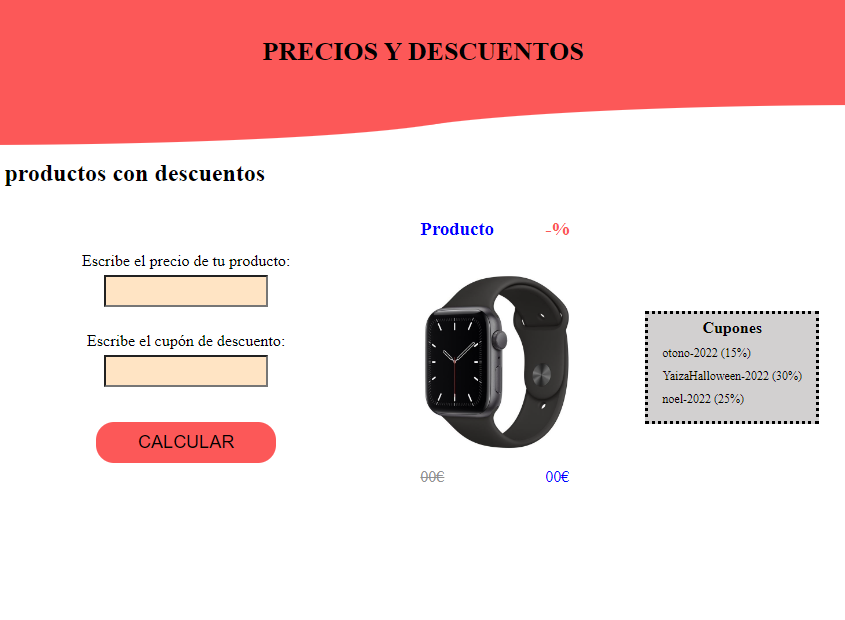 PRECIOS Y DESCUENTOS
productos con descuentos
Escribe el precio de tu producto:
Escribe el cupón de descuento:
CALCULAR
Producto -%
00€ 00€
Cupones
otono-2022 (15%)
YaizaHalloween-2022 (30%)
noel-2022 (25%)